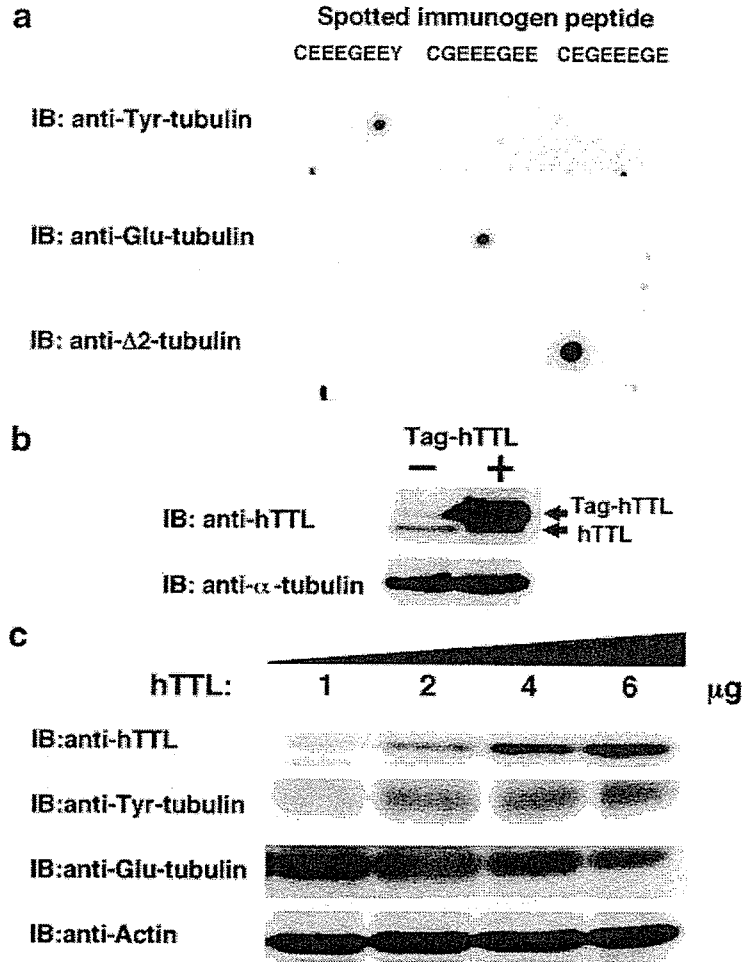 a
Spotted immunogen peptide
CEEEGEEY CGEEEGEE CEGEEEGE
IB: anti-Tyr-tubulin
IB: anti-Glu-tubulin
IB: anti-Δ2-tubulin
b
Tag-hTTL
− +
IB: anti-hTTL
Tag-hTTL
hTTL
IB: anti-α-tubulin
c
hTTL: 1 2 4 6 μg
IB:anti-hTTL
IB:anti-Tyr-tubulin
IB:anti-Glu-tubulin
IB:anti-Actin